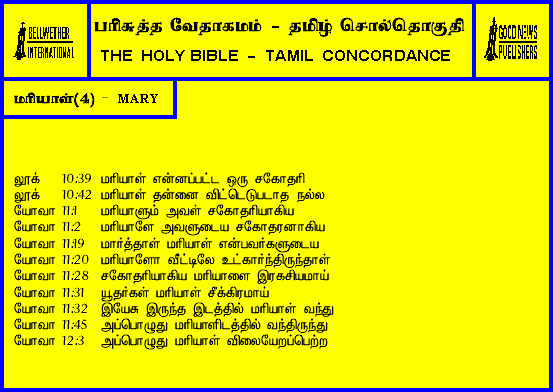 BELLWETHER
INTERNATIONAL
பரிசுத்த வேதாகமம் - தமிழ் சொல்தொகுதி
THE HOLY BIBLE - TAMIL CONCORDANCE
GOOD NEWS
PUBLISHERS
மரியாள்(4) - MARY
லூக் 10:39 மரியாள் என்னப்பட்ட ஒரு சகோதரி
லூக் 10:42 மரியாள் தன்னை விட்டெடுபடாத நல்ல
யோவா 11:1 மரியாளும் அவள் சகோதரியாகிய
யோவா 11:2 மரியாளே அவளுடைய சகோதரனாகிய
யோவா 11:19 மார்த்தாள் மரியாள் என்பவர்களுடைய
யோவா 11:20 மரியாளோ வீட்டிலே உட்கார்ந்திருந்தாள்
யோவா 11:28 சகோதரியாகிய மரியாளை இரகசியமாய்
யோவா 11:31 யூதர்கள் மரியாள் சீக்கிரமாய்
யோவா 11:32 இயேசு இருந்த இடத்தில் மரியாள் வந்து
யோவா 11:45 அப்பொழுது மரியாளிடத்தில் வந்திருந்து
யோவா 12:3 அப்பொழுது மரியாள் விலையேறப்பெற்ற